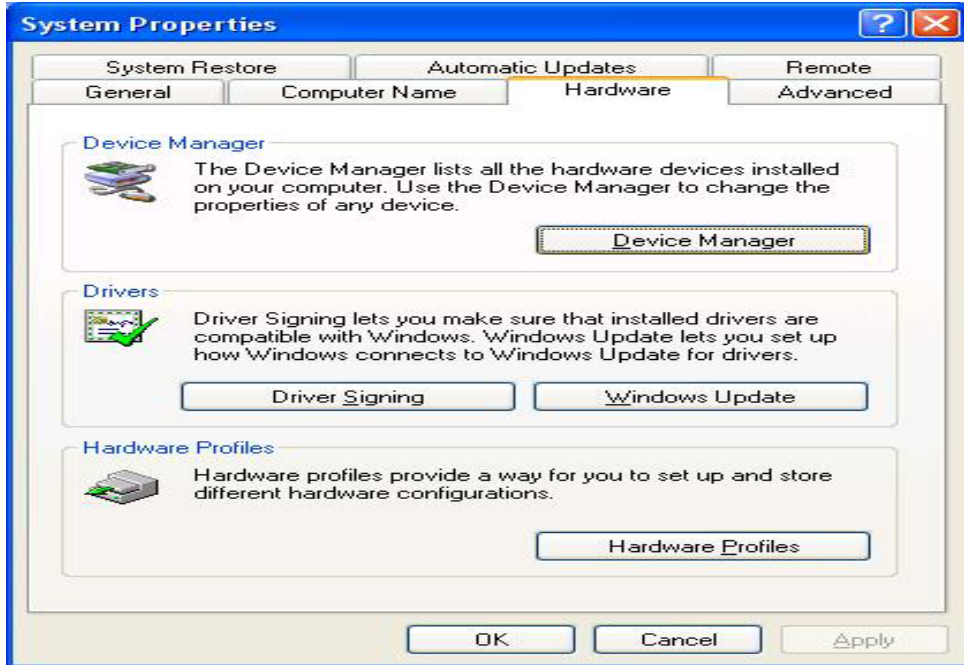 System Properties
System Restore
Automatic Updates
Remote
General
Computer Name
Hardware
Advanced
Device Manager
The Device Manager lists all the hardware devices installed
on your computer. Use the Device Manager to change the
properties of any device.
Device Manager
Drivers
Driver Signing lets you make sure that installed drivers are
compatible with Windows. Windows Update lets you set up
how Windows connects to Windows Update for drivers.
Driver Signing
Windows Update
Hardware Profiles
Hardware profiles provide a way for you to set up and store
different hardware configurations.
Hardware Profiles
OK
Cancel
Apply